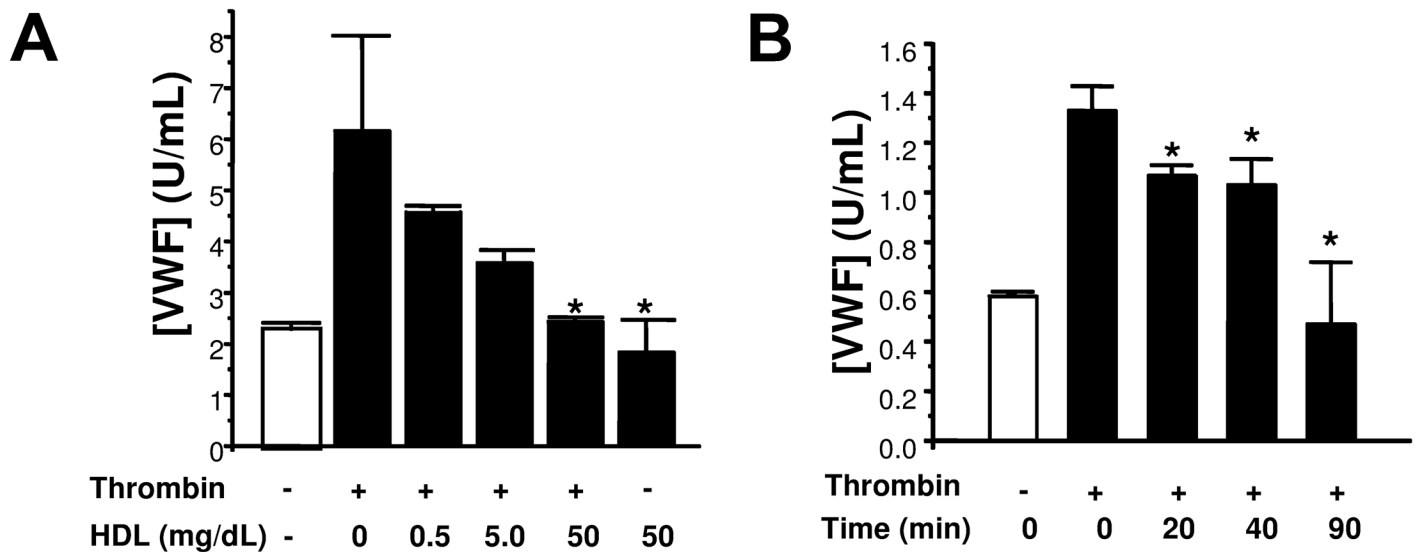 A
[VWF] (U/mL)
8
7
6
5
4
3
2
1
0
* *
Thrombin - + + + + -
HDL (mg/dL) - 0 0.5 5.0 50 50
B
[VWF] (U/mL)
1.6
1.4
1.2
1.0
0.8
0.6
0.4
0.2
0.0
* * *
Thrombin - + + + +
Time (min) 0 0 20 40 90